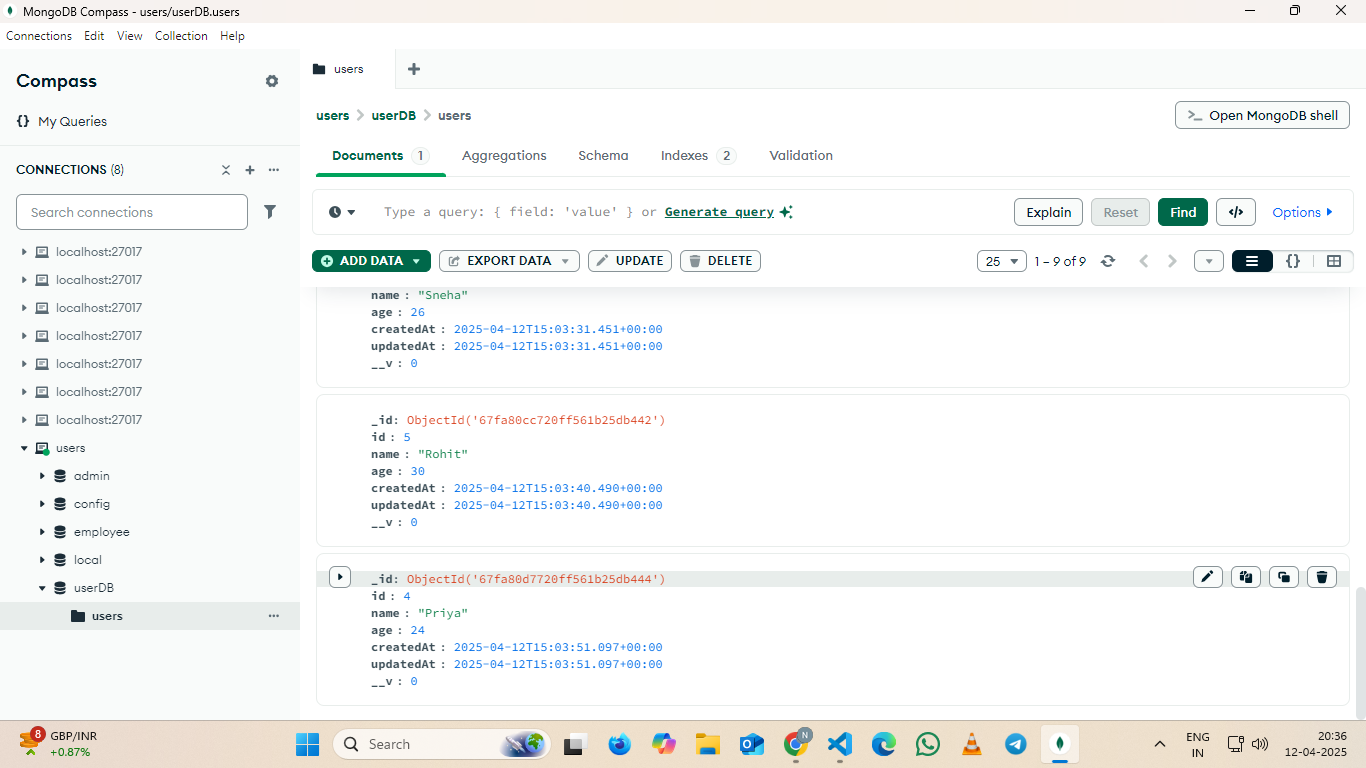 MongoDB Compass - users/userDB.users
Connections Edit View Collection Help
Compass
{} My Queries
CONNECTIONS (8)
Search connections
localhost:27017
localhost:27017
localhost:27017
localhost:27017
localhost:27017
localhost:27017
localhost:27017
users
admin
config
employee
local
userDB
users
users
users > userDB > users
>_ Open MongoDB shell
Documents 1 Aggregations Schema Indexes 2 Validation
Type a query: { field: 'value' } or Generate query
Explain Reset Find </> Options
ADD DATA EXPORT DATA UPDATE DELETE
25 1 – 9 of 9 {}
name : "Sneha"
age : 26
createdAt : 2025-04-12T15:03:31.451+00:00
updatedAt : 2025-04-12T15:03:31.451+00:00
__v : 0
_id: ObjectId('67fa80cc720ff561b25db442')
id : 5
name : "Rohit"
age : 30
createdAt : 2025-04-12T15:03:40.490+00:00
updatedAt : 2025-04-12T15:03:40.490+00:00
__v : 0
_id: ObjectId('67fa80d7720ff561b25db444')
id : 4
name : "Priya"
age : 24
createdAt : 2025-04-12T15:03:51.097+00:00
updatedAt : 2025-04-12T15:03:51.097+00:00
__v : 0
8
GBP/INR
+0.87%
Search
N
ENG
IN
20:36
12-04-2025